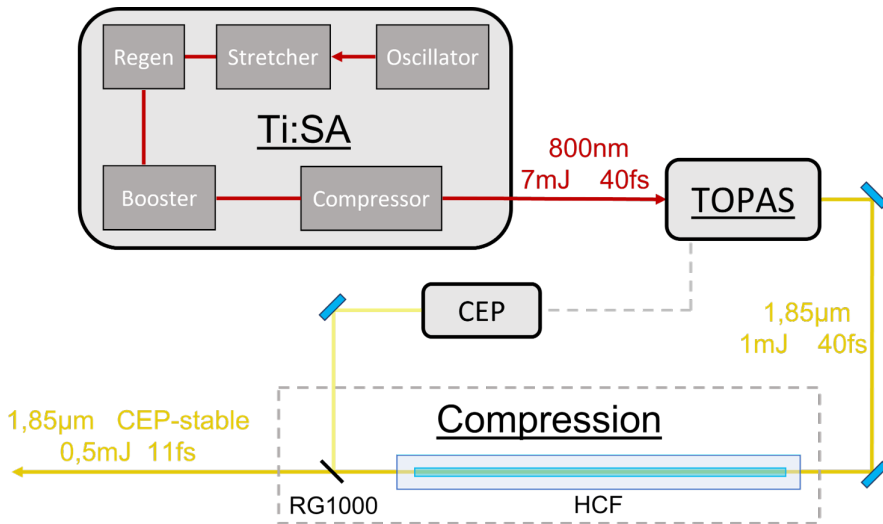 Regen
Stretcher
Oscillator
Ti:SA
Booster
Compressor
800nm
7mJ 40fs
TOPAS
CEP
1,85µm
1mJ 40fs
Compression
1,85µm CEP-stable
0,5mJ 11fs
RG1000
HCF